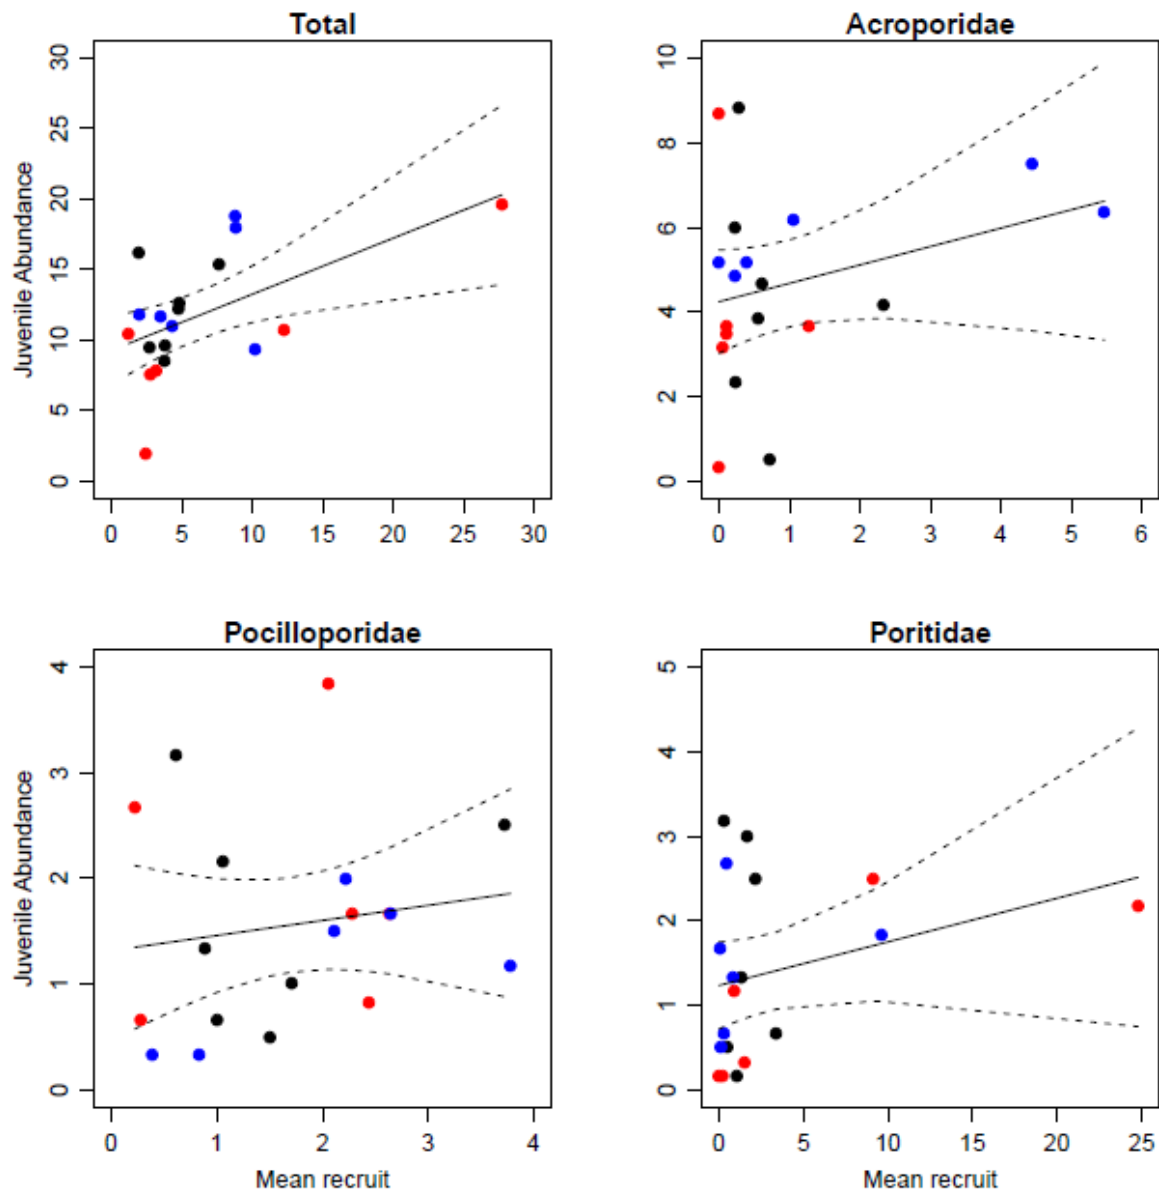 Total
Juvenile Abundance
30
25
20
15
10
5
0
0 5 10 15 20 25 30
Acroporidae
10
8
6
4
2
0
0 1 2 3 4 5 6
Pocilloporidae
Juvenile Abundance
4
3
2
1
0
0 1 2 3 4
Mean recruit
Poritidae
5
4
3
2
1
0
0 5 10 15 20 25
Mean recruit